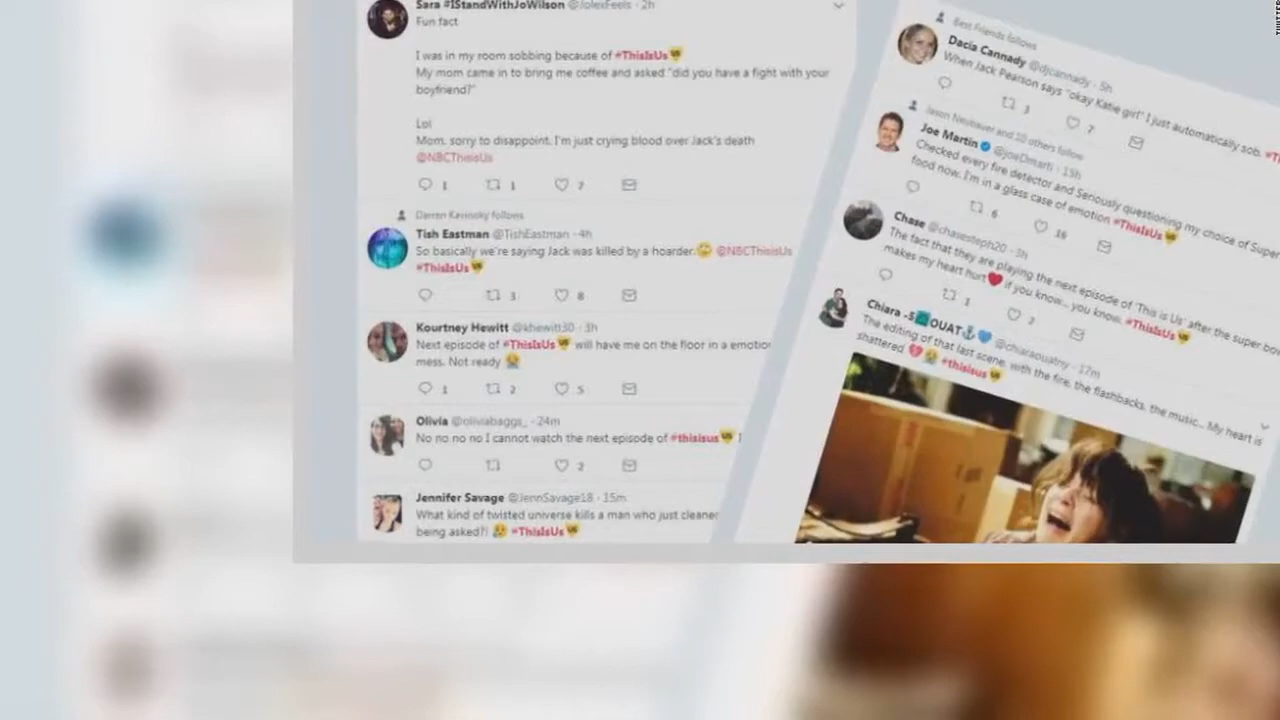 Sara #IStandWithJoWilson @JolexFeels · 2h
Fun fact
I was in my room sobbing because of #ThisIsUs
My mom came in to bring me coffee and asked "did you have a fight with your
boyfriend?"
Lol
Mom, sorry to disappoint. I'm just crying blood over Jack's death
@NBCThisisUs
1 1 7
Darren Kavinoky follows
Tish Eastman @TishEastman · 4h
So basically we're saying Jack was killed by a hoarder. @NBCThisisUs
#ThisIsUs
3 8
Kourtney Hewitt @khewitt30 · 3h
Next episode of #ThisIsUs will have me on the floor in a emotion
mess. Not ready
1 2 5
Olivia @oliviabaggs_ · 24m
No no no no I cannot watch the next episode of #thisisus I
2
Jennifer Savage @JennSavage18 · 15m
What kind of twisted universe kills a man who just cleaned
being asked?!  #ThisIsUs
Best Friends follows
Dacia Cannady @djcannady · 5h
When Jack Pearson says "okay Katie girl" I just automatically sob.
3 7
Jason Neubauer and 10 others follow
Joe Martin @joeDmarti · 15h
Checked every fire detector and Seriously questioning my choice of Super
food now. I'm in a glass case of emotion #ThisIsUs
6 16
Chase @chasesteph20 · 3h
The fact that they are playing the next episode of 'This is Us' after the super bowl
makes my heart hurt if you know... you know. #ThisIsUs
1 2
Chiara -S OUAT @chiaraouatmy · 17m
The editing of that last scene, with the fire, the flashbacks, the music... My heart is
shattered #thisisus
TWITTER